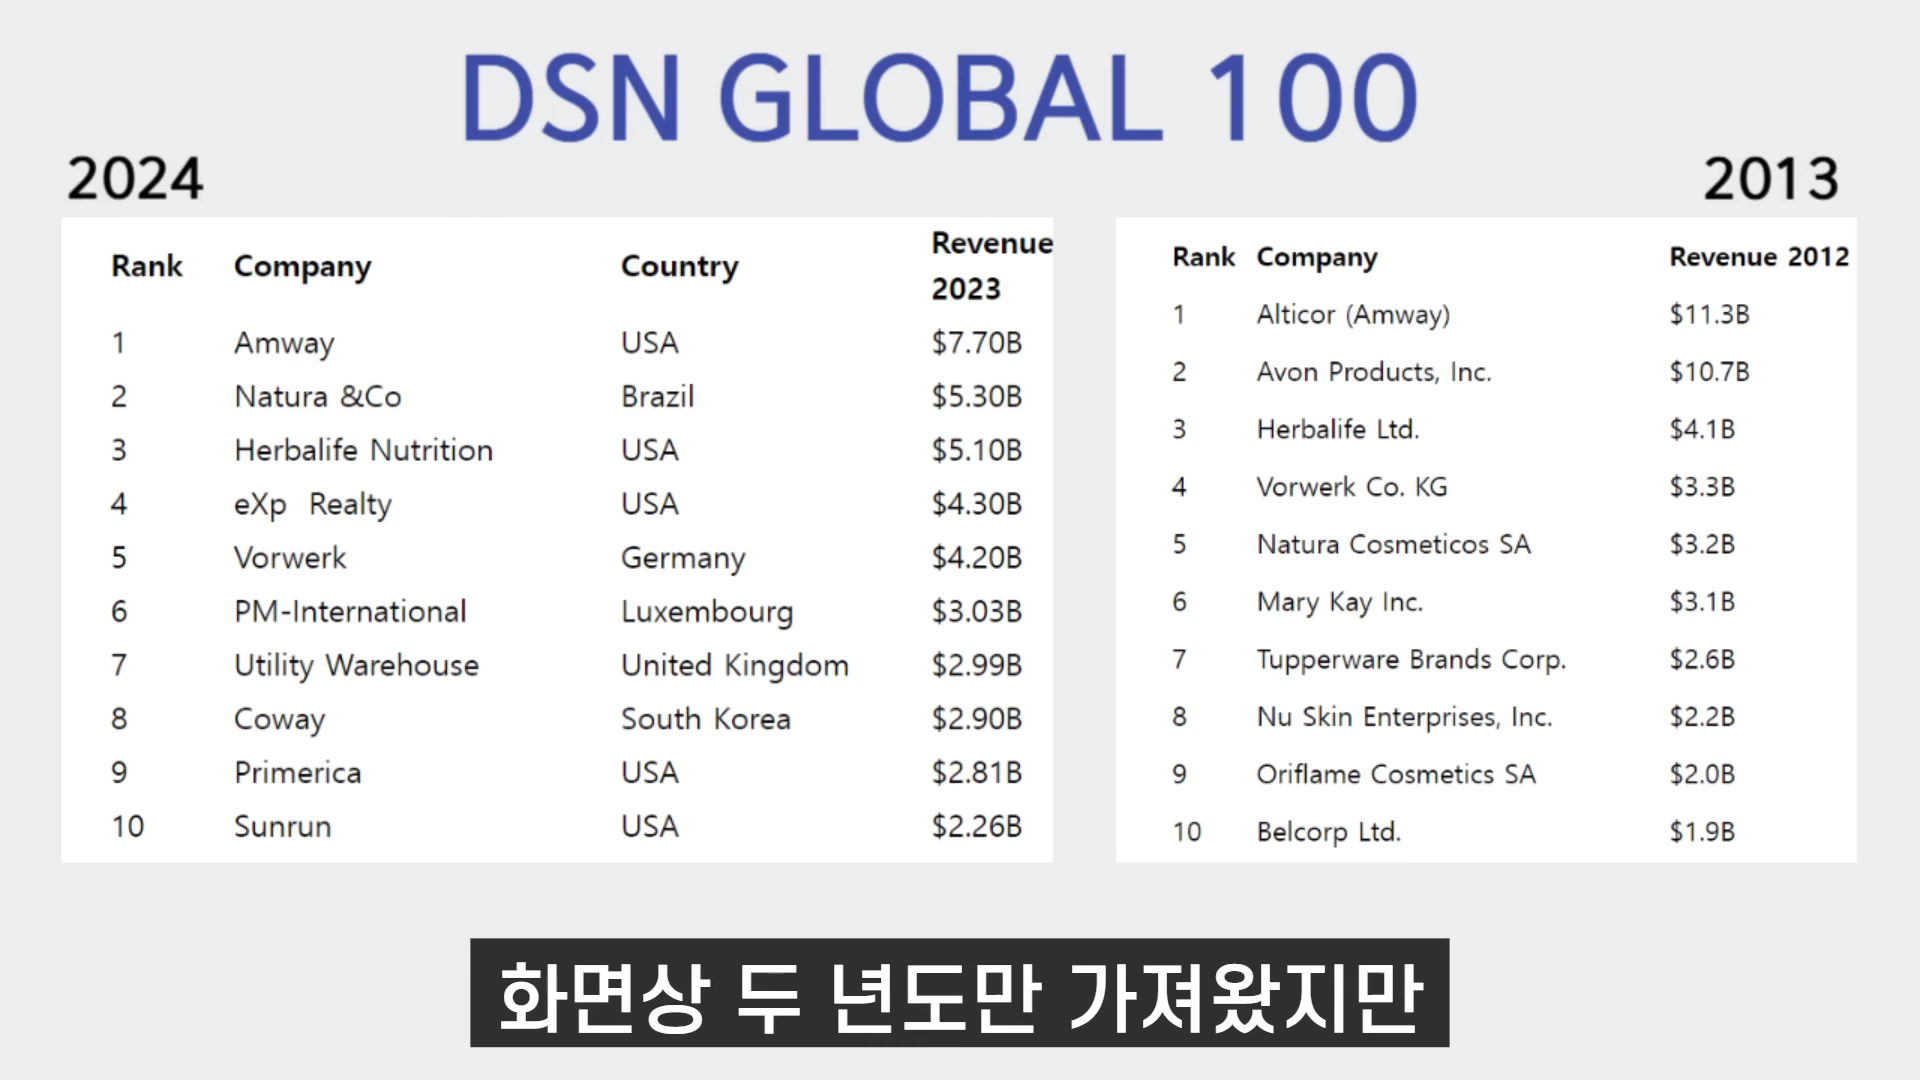 DSN GLOBAL 100
2024
Rank Company Country Revenue 2023
1 Amway USA $7.70B
2 Natura &Co Brazil $5.30B
3 Herbalife Nutrition USA $5.10B
4 eXp Realty USA $4.30B
5 Vorwerk Germany $4.20B
6 PM-International Luxembourg $3.03B
7 Utility Warehouse United Kingdom $2.99B
8 Coway South Korea $2.90B
9 Primerica USA $2.81B
10 Sunrun USA $2.26B
2013
Rank Company Revenue 2012
1 Alticor (Amway) $11.3B
2 Avon Products, Inc. $10.7B
3 Herbalife Ltd. $4.1B
4 Vorwerk Co. KG $3.3B
5 Natura Cosmeticos SA $3.2B
6 Mary Kay Inc. $3.1B
7 Tupperware Brands Corp. $2.6B
8 Nu Skin Enterprises, Inc. $2.2B
9 Oriflame Cosmetics SA $2.0B
10 Belcorp Ltd. $1.9B
화면상 두 년도만 가져왔지만